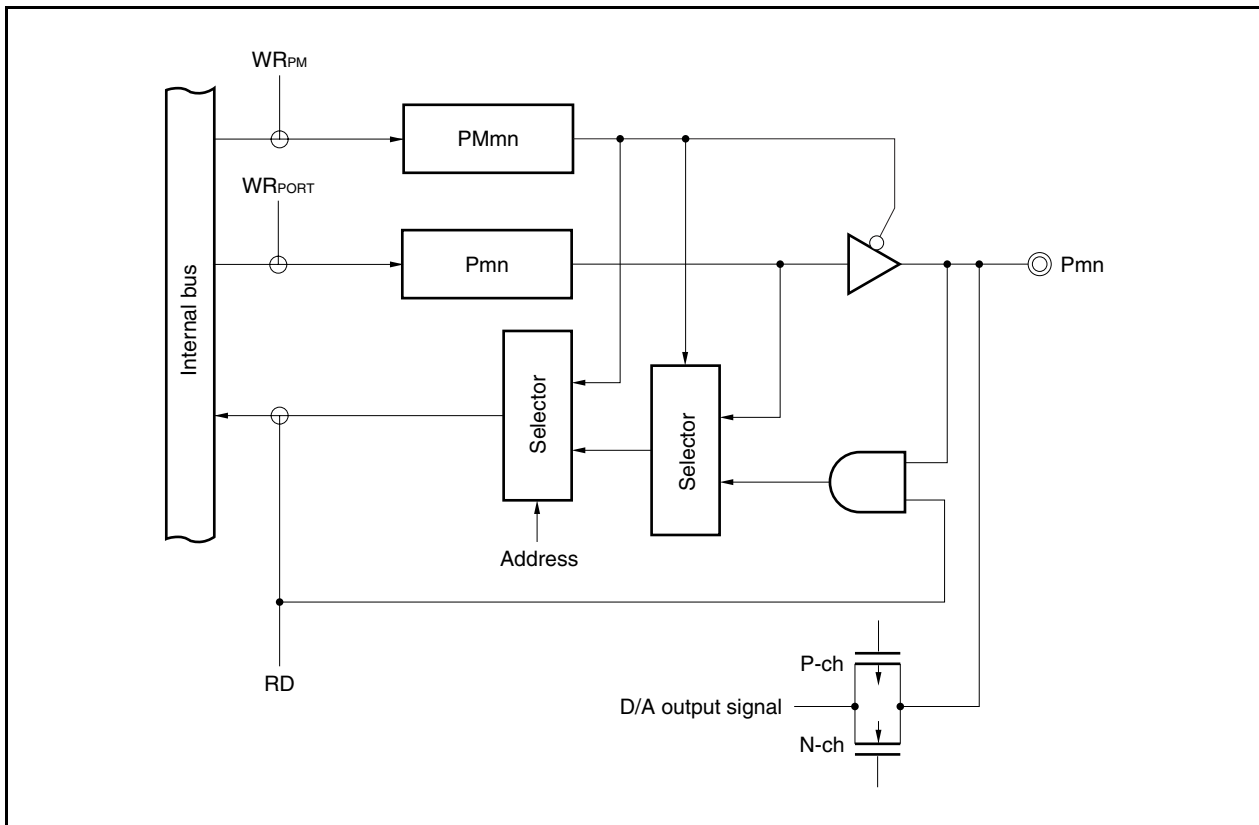 WRPM
PMmn
WRPORT
Pmn
Pmn
Internal bus
Selector
Selector
Address
RD
P-ch
D/A output signal
N-ch